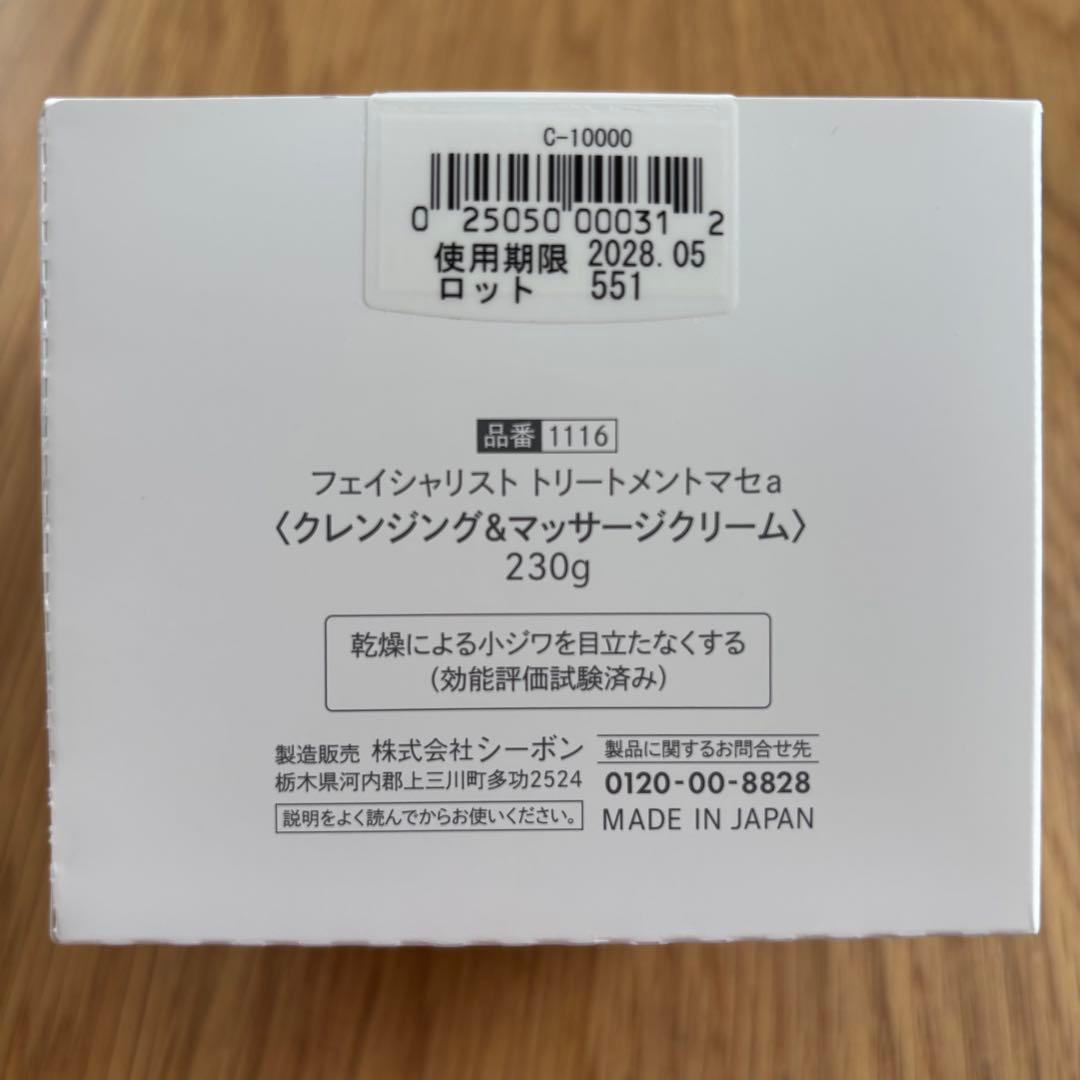 C-10000
0 25050 00031 2
使用期限 2028.05
ロット 551
品番 1116
フェイシャリスト トリートメントマセa
〈クレンジング&マッサージクリーム〉
230g
乾燥による小ジワを目立たなくする
(効能評価試験済み)
製造販売 株式会社シーボン
栃木県河内郡上三川町多功2524
説明をよく読んでからお使いください。
製品に関するお問合せ先
0120-00-8828
MADE IN JAPAN